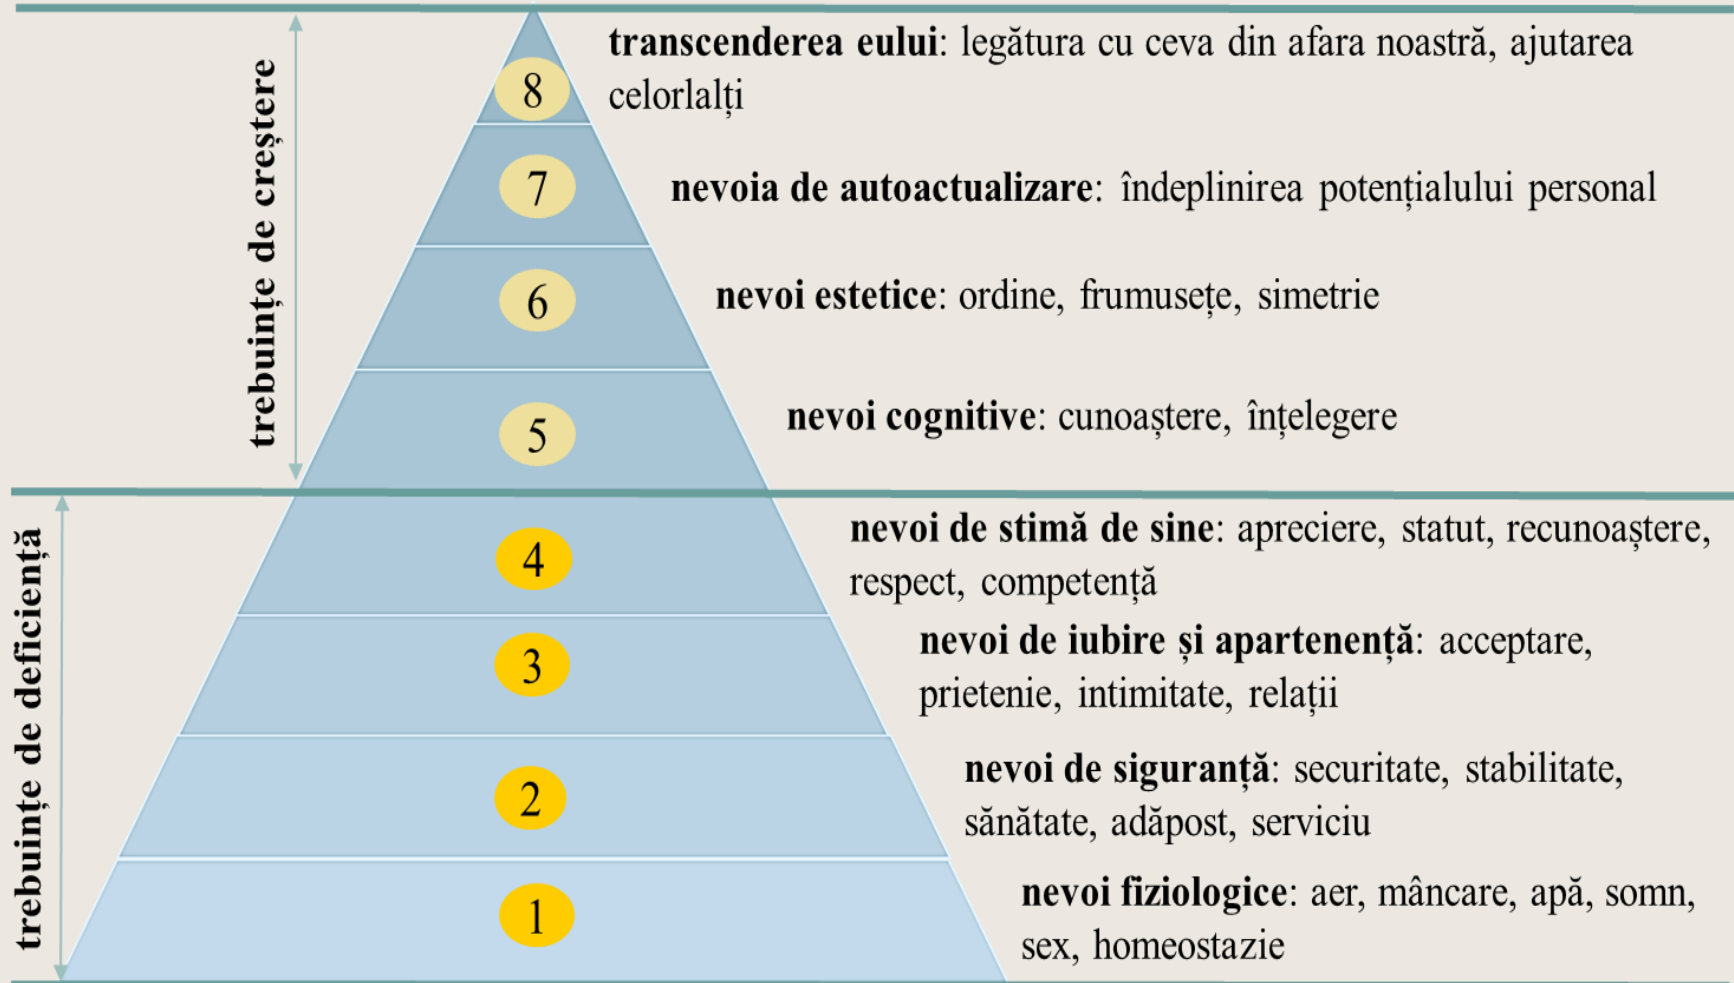 trebuințe de creștere
8
transcenderea eului: legătura cu ceva din afara noastră, ajutarea
celorlalți
7
nevoia de autoactualizare: îndeplinirea potențialului personal
6
nevoi estetice: ordine, frumusețe, simetrie
5
nevoi cognitive: cunoaștere, înțelegere
trebuințe de deficiență
4
nevoi de stimă de sine: apreciere, statut, recunoaștere,
respect, competență
3
nevoi de iubire și apartenență: acceptare,
prietenie, intimitate, relații
2
nevoi de siguranță: securitate, stabilitate,
sănătate, adăpost, serviciu
1
nevoi fiziologice: aer, mâncare, apă, somn,
sex, homeostazie